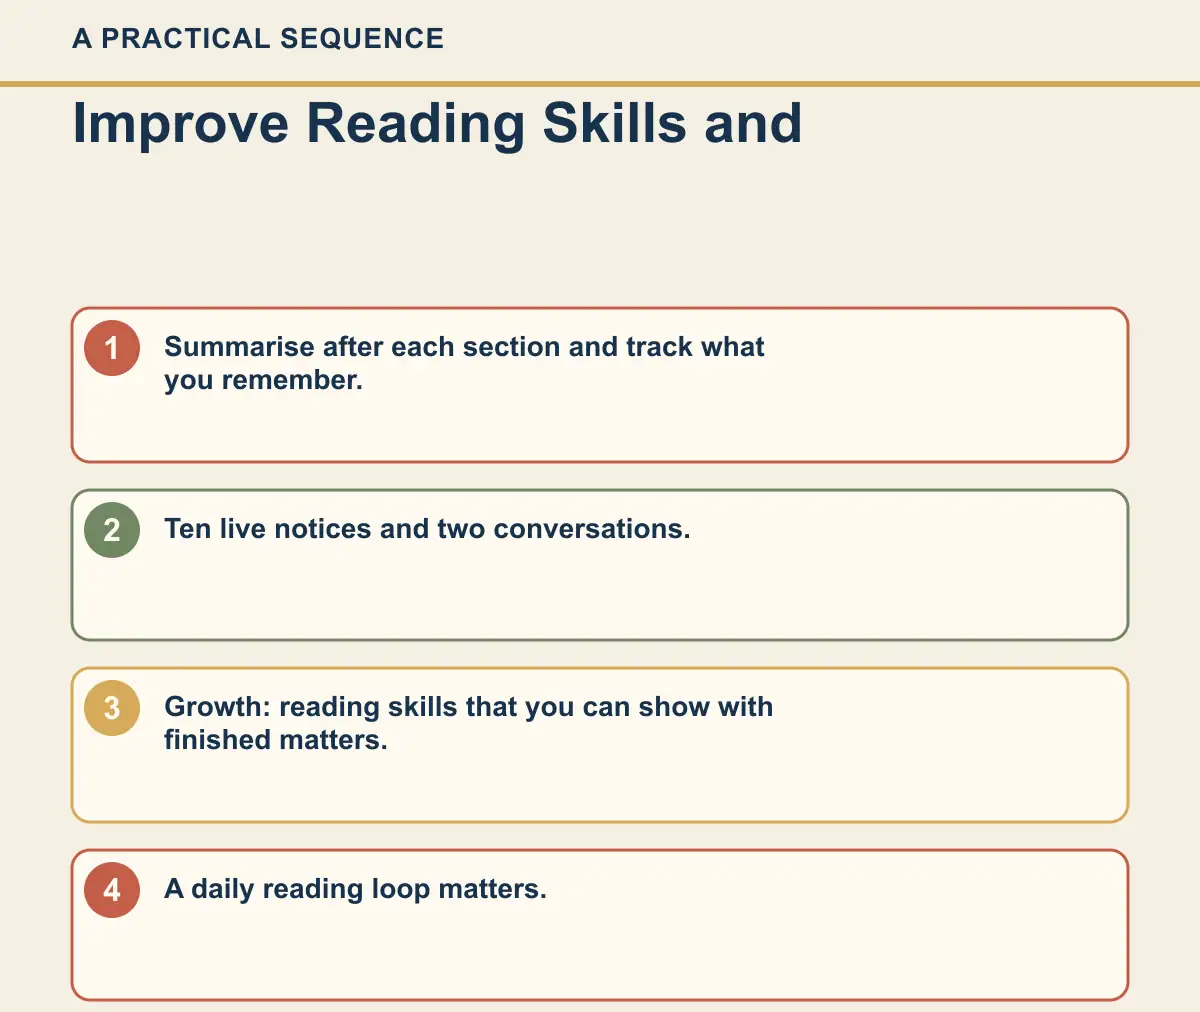 A PRACTICAL SEQUENCE
Improve Reading Skills and
1
Summarise after each section and track what
you remember.
2
Ten live notices and two conversations.
3
Growth: reading skills that you can show with
finished matters.
4
A daily reading loop matters.